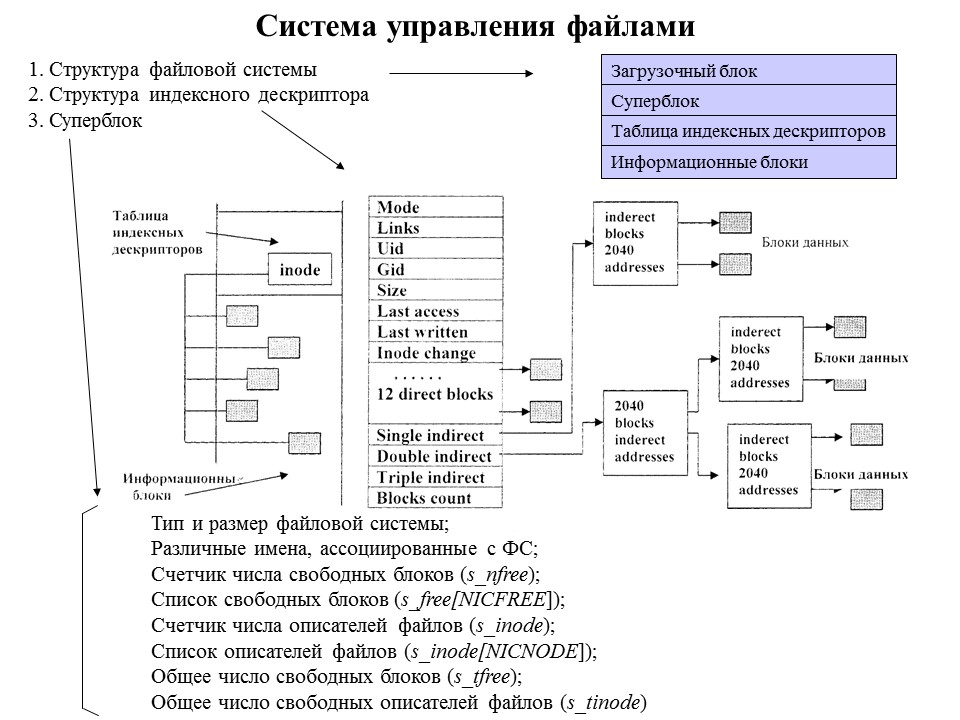 Система управления файлами
1. Структура файловой системы
2. Структура индексного дескриптора
3. Суперблок
Загрузочный блок
Суперблок
Таблица индексных дескрипторов
Информационные блоки
Таблица
индексных
дескрипторов
inode
Информационные
блоки
Mode
Links
Uid
Gid
Size
Last access
Last written
Inode change
......
12 direct blocks
Single indirect
Double indirect
Triple indirect
Blocks count
inderect
blocks
2040
addresses
Блоки данных
2040
blocks
inderect
addresses
inderect
blocks
2040
addresses
Блоки данных
inderect
blocks
2040
addresses
Блоки данных
Тип и размер файловой системы;
Различные имена, ассоциированные с ФС;
Счетчик числа свободных блоков (s_nfree);
Список свободных блоков (s_free[NICFREE]);
Счетчик числа описателей файлов (s_inode);
Список описателей файлов (s_inode[NICNODE]);
Общее число свободных блоков (s_tfree);
Общее число свободных описателей файлов (s_tinode)